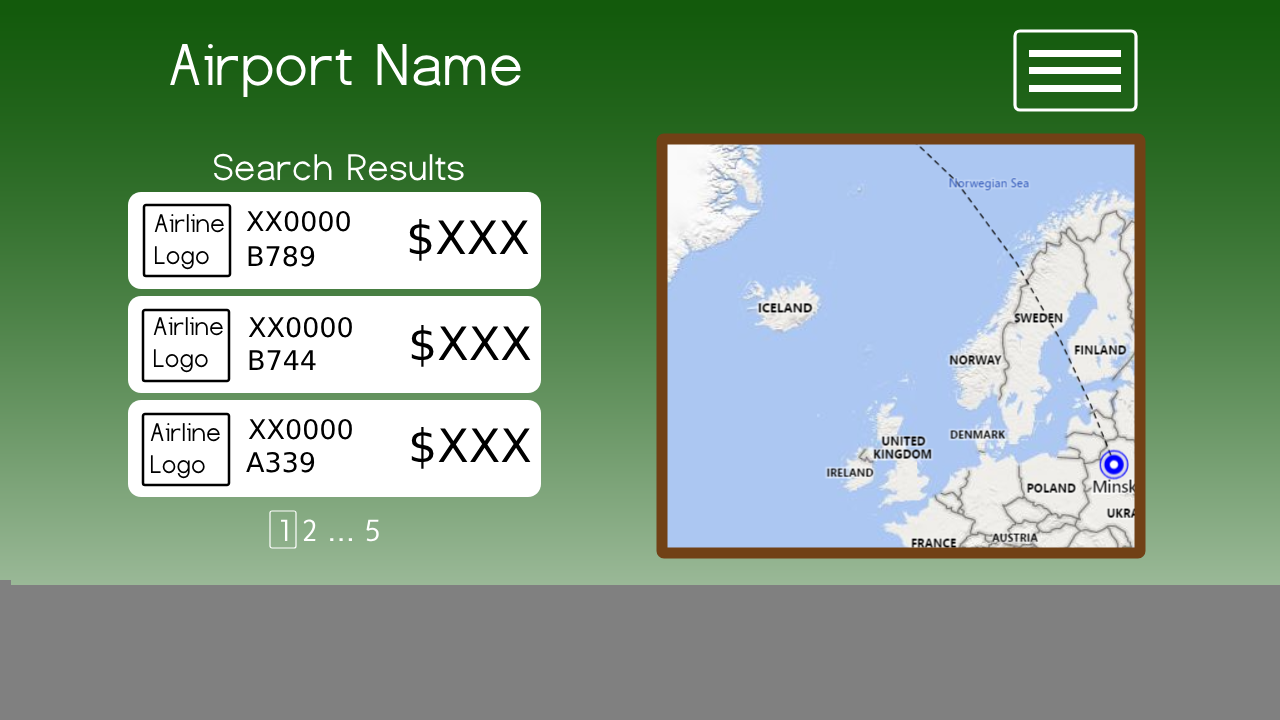 Airport Name
Search Results
Airline
Logo
XX0000
B789
$XXX
Airline
Logo
XX0000
B744
$XXX
Airline
Logo
XX0000
A339
$XXX
1 2 ... 5
Norwegian Sea
ICELAND
SWEDEN
NORWAY
FINLAND
DENMARK
UNITED
KINGDOM
IRELAND
POLAND
Minsk
UKRA
FRANCE
AUSTRIA